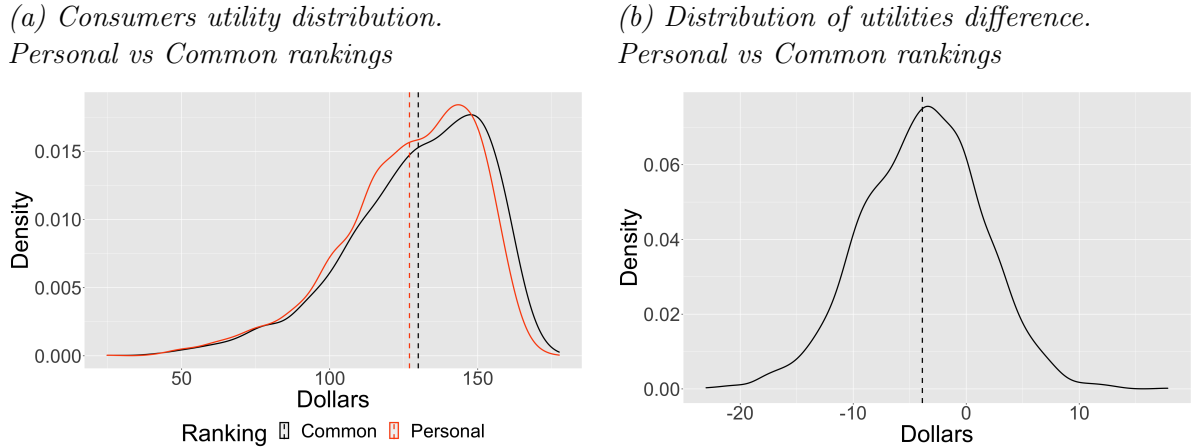 (a) Consumers utility distribution.
Personal vs Common rankings
0.015
0.010
0.005
0.000
Density
50
100
150
Dollars
Ranking Common Personal
(b) Distribution of utilities difference.
Personal vs Common rankings
0.06
0.04
0.02
0.00
Density
-20
-10
0
10
Dollars